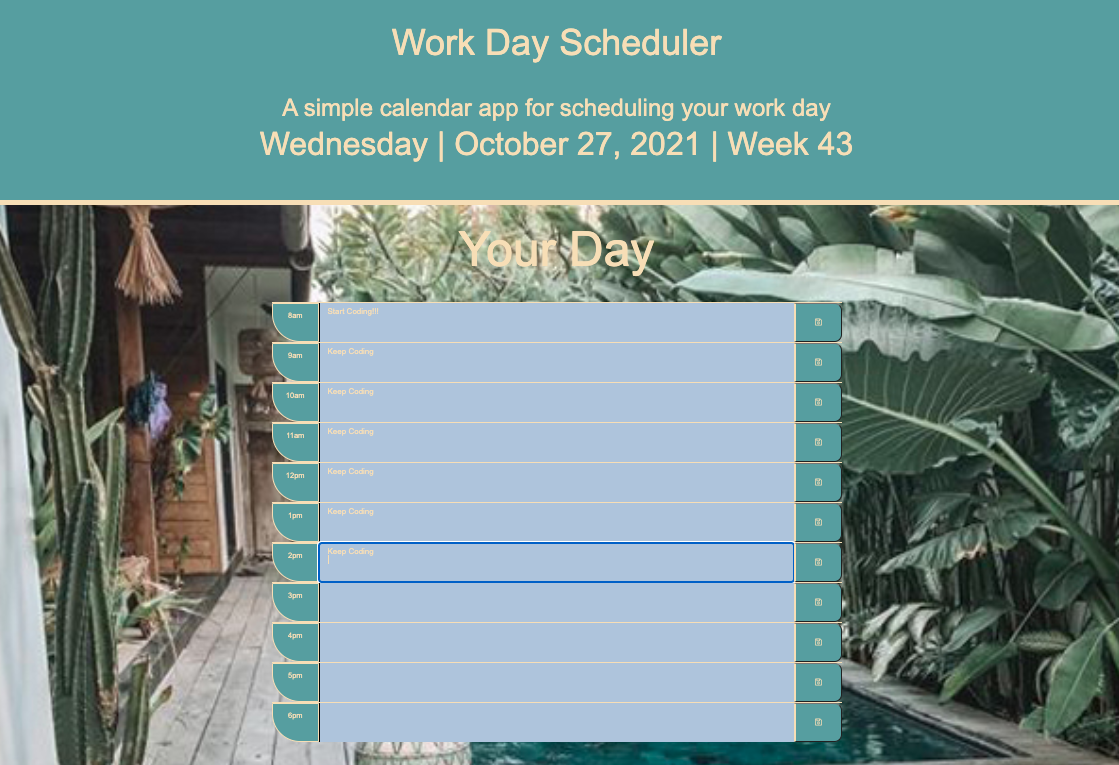 Work Day Scheduler
A simple calendar app for scheduling your work day
Wednesday | October 27, 2021 | Week 43
Your Day
8am Start Coding!!!
9am Keep Coding
10am Keep Coding
11am Keep Coding
12pm Keep Coding
1pm Keep Coding
2pm Keep Coding
3pm
4pm
5pm
6pm